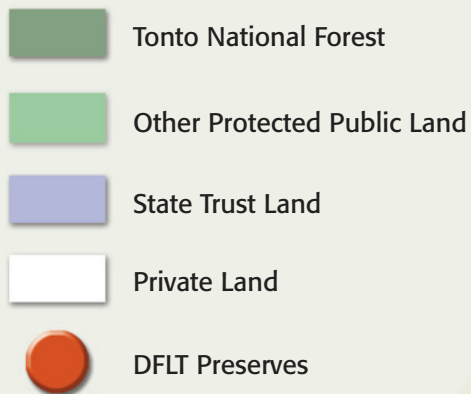 Tonto National Forest
Other Protected Public Land
State Trust Land
Private Land
DFLT Preserves